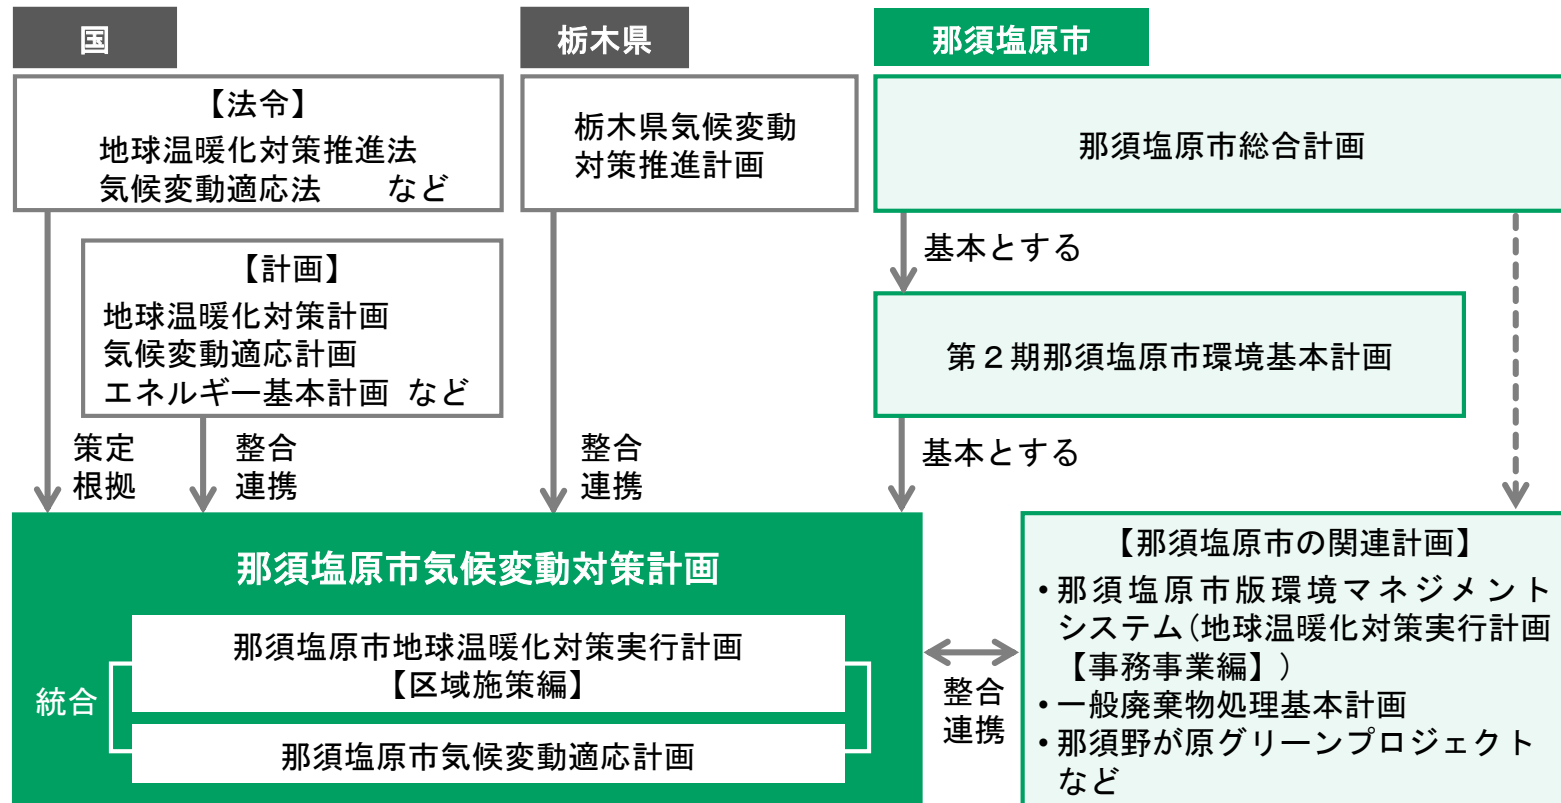 国
【法令】
地球温暖化対策推進法
気候変動適応法　　など
【計画】
地球温暖化対策計画
気候変動適応計画
エネルギー基本計画 など
策定
根拠
整合
連携
栃木県
栃木県気候変動
対策推進計画
整合
連携
那須塩原市
那須塩原市総合計画
基本とする
第２期那須塩原市環境基本計画
基本とする
那須塩原市気候変動対策計画
統合
那須塩原市地球温暖化対策実行計画
【区域施策編】
那須塩原市気候変動適応計画
整合
連携
【那須塩原市の関連計画】
•那須塩原市版環境マネジメント
システム（地球温暖化対策実行計画
【事務事業編】）
•一般廃棄物処理基本計画
•那須野が原グリーンプロジェクト
など